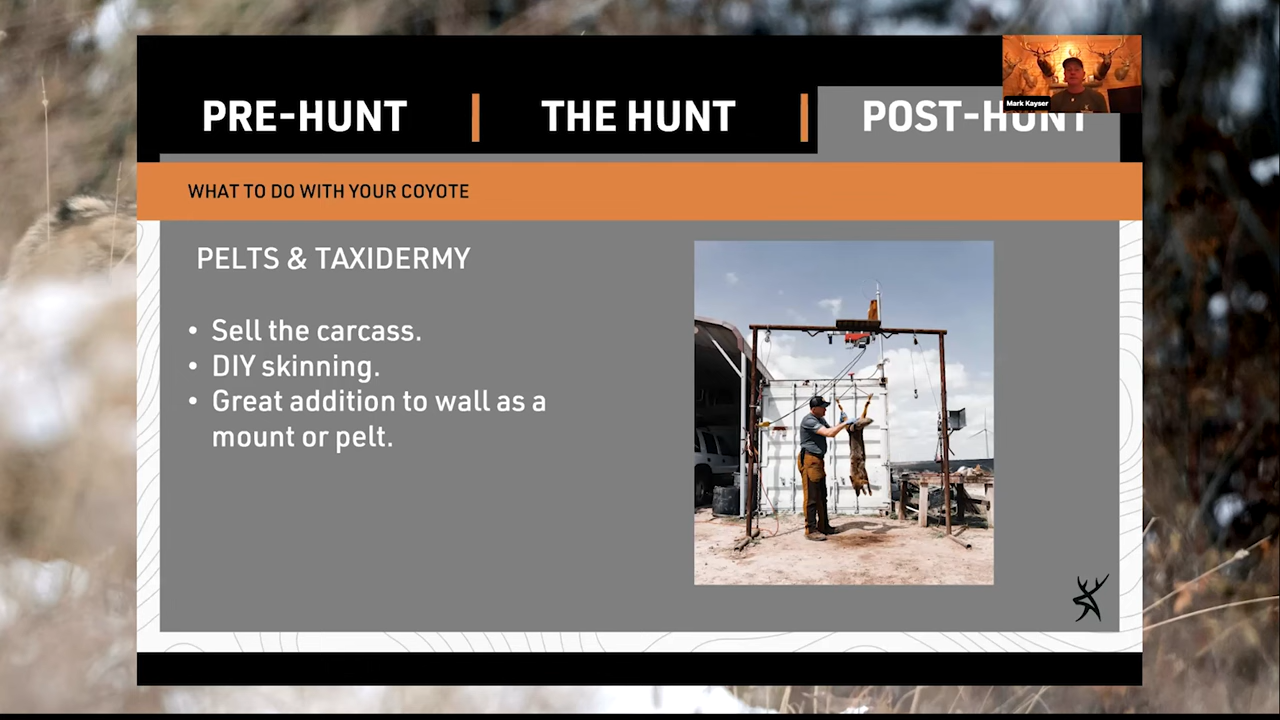 PRE-HUNT | THE HUNT | POST-HUNT
Mark Kayser
WHAT TO DO WITH YOUR COYOTE
PELTS & TAXIDERMY
• Sell the carcass.
• DIY skinning.
• Great addition to wall as a
mount or pelt.